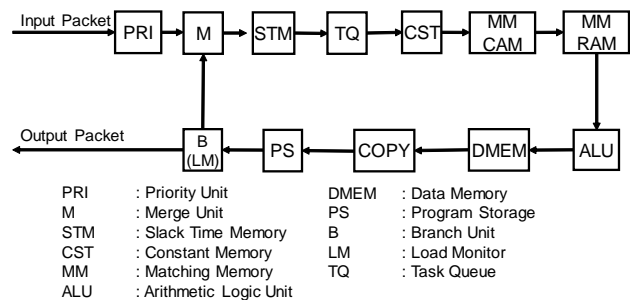 Input Packet
PRI
M
STM
TQ
CST
MM
CAM
MM
RAM
Output Packet
B
(LM)
PS
COPY
DMEM
ALU
PRI : Priority Unit
M : Merge Unit
STM : Slack Time Memory
CST : Constant Memory
MM : Matching Memory
ALU : Arithmetic Logic Unit
DMEM : Data Memory
PS : Program Storage
B : Branch Unit
LM : Load Monitor
TQ : Task Queue